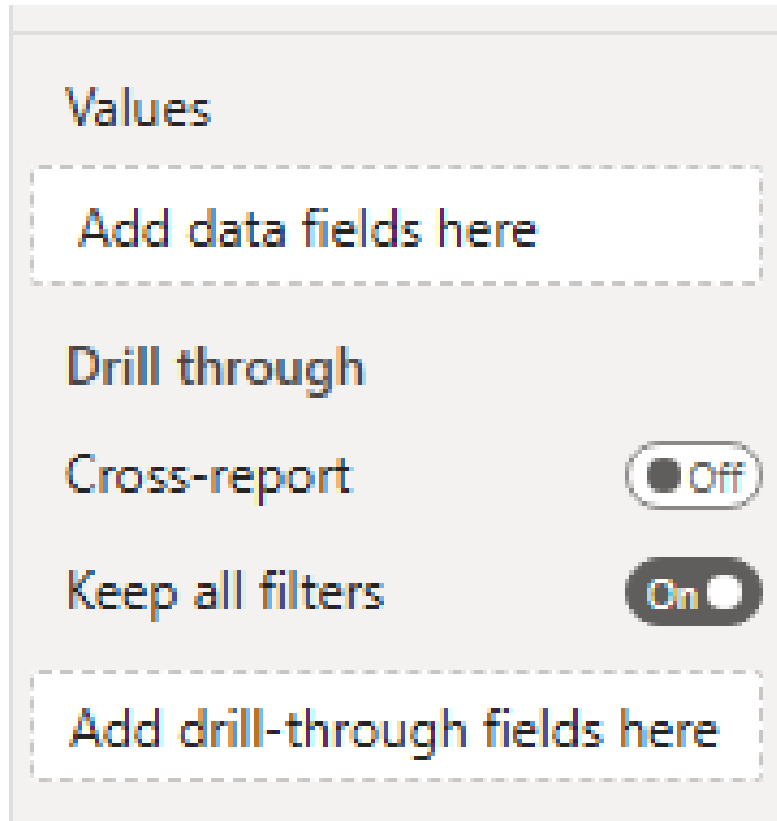 Values
Add data fields here
Drill through
Cross-report Off
Keep all filters On
Add drill-through fields here